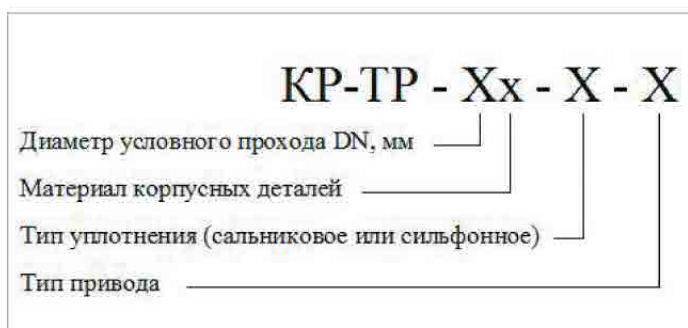 КР-ТР - Хх - Х - Х
Диаметр условного прохода DN, мм
Материал корпусных деталей
Тип уплотнения (сальниковое или сильфонное)
Тип привода